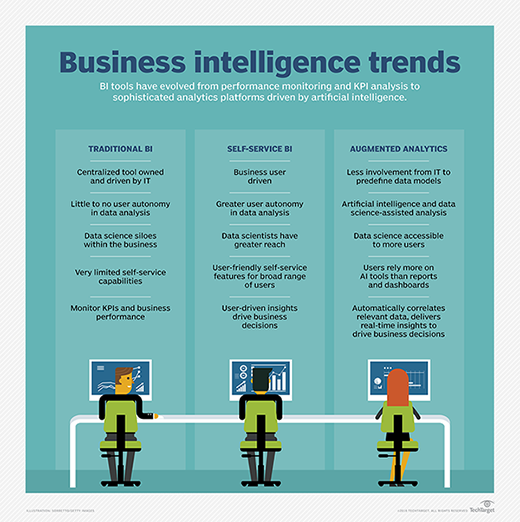 Business intelligence trends
BI tools have evolved from performance monitoring and KPI analysis to
sophisticated analytics platforms driven by artificial intelligence.
TRADITIONAL BI
Centralized tool owned
and driven by IT
Little to no user autonomy
in data analysis
Data science siloes
within the business
Very limited self-service
capabilities
Monitor KPIs and business
performance
SELF-SERVICE BI
Business user
driven
Greater user autonomy
in data analysis
Data scientists have
greater reach
User-friendly self-service
features for broad range
of users
User-driven insights
drive business
decisions
AUGMENTED ANALYTICS
Less involvement from IT to
predefine data models
Artificial intelligence and data
science-assisted analysis
Data science accessible
to more users
Users rely more on
AI tools than reports
and dashboards
Automatically correlates
relevant data, delivers
real-time insights to
drive business decisions
TechTarget